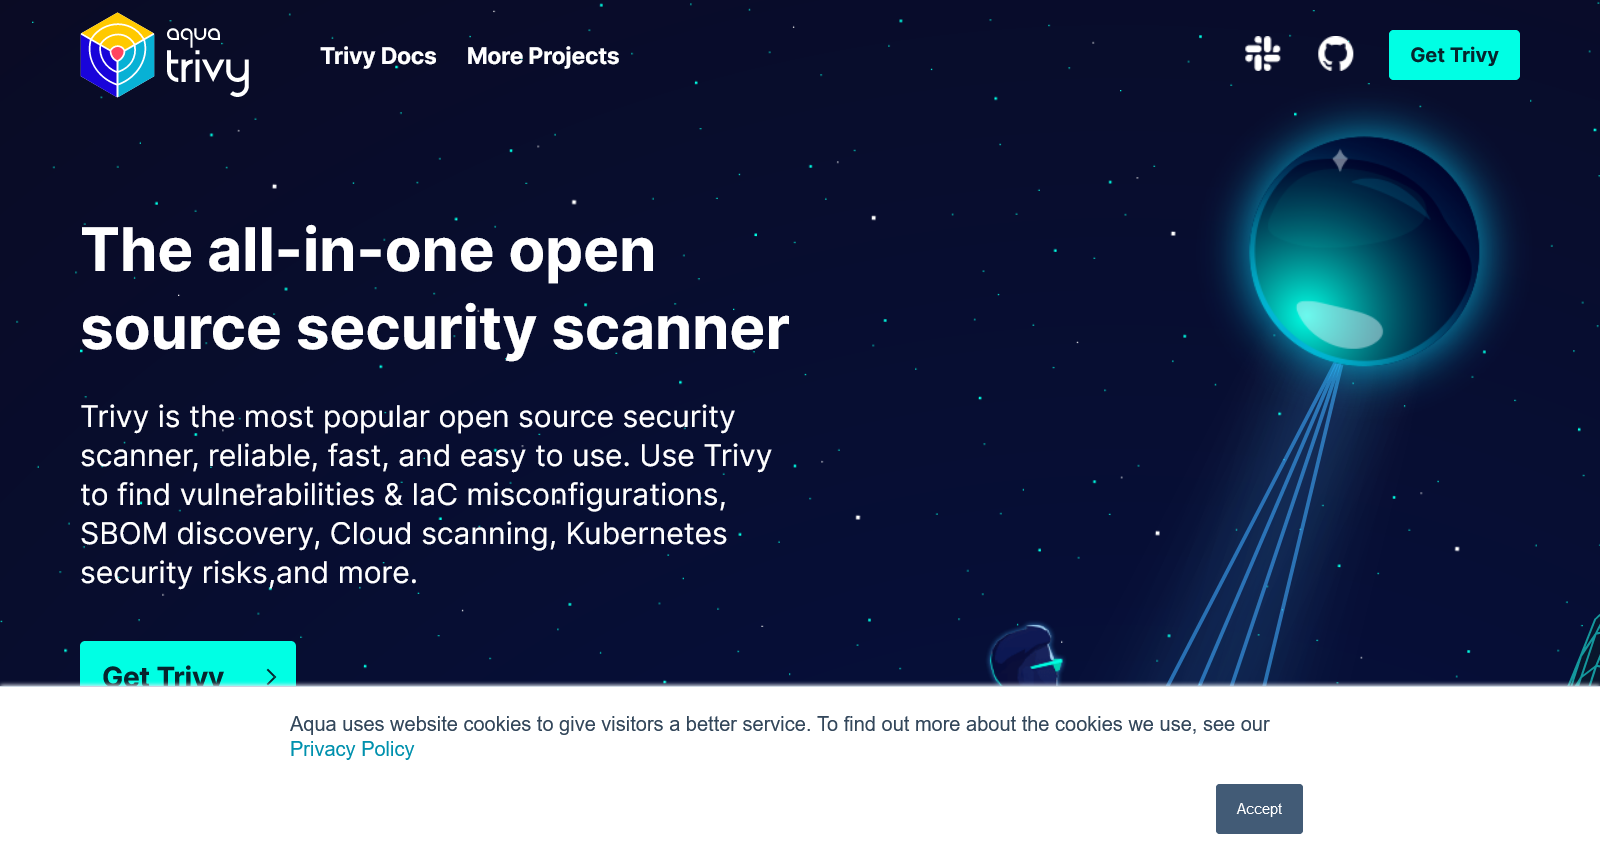 aqua
trivy
Trivy Docs
More Projects
Get Trivy
The all-in-one open
source security scanner
Trivy is the most popular open source security
scanner, reliable, fast, and easy to use. Use Trivy
to find vulnerabilities & IaC misconfigurations,
SBOM discovery, Cloud scanning, Kubernetes
security risks,and more.
Get Trivy
Aqua uses website cookies to give visitors a better service. To find out more about the cookies we use, see our
Privacy Policy
Accept